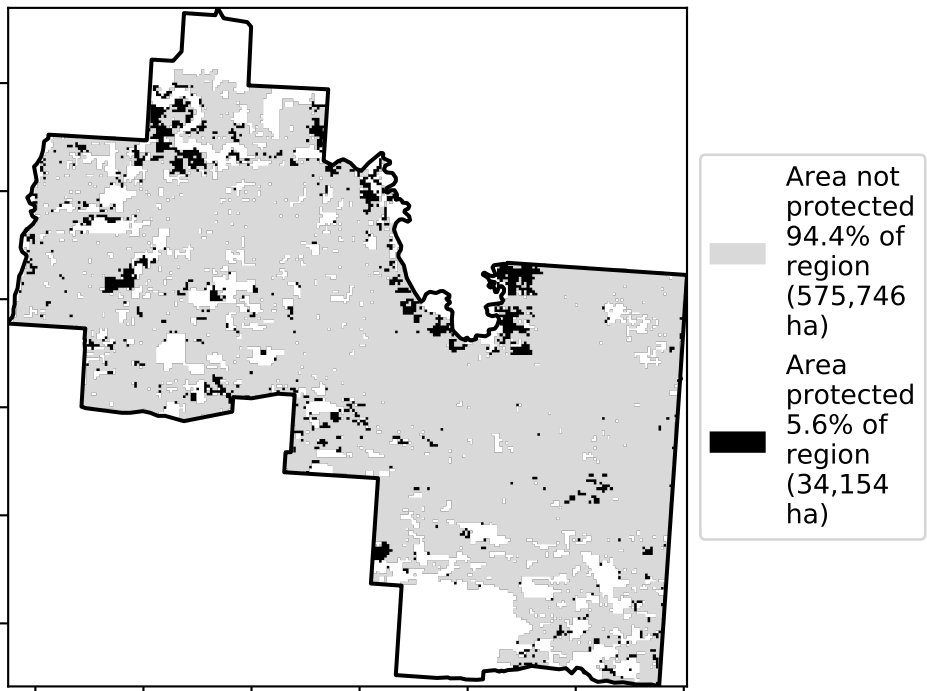 Area not
protected
94.4% of
region
(575,746
ha)
Area
protected
5.6% of
region
(34,154
ha)